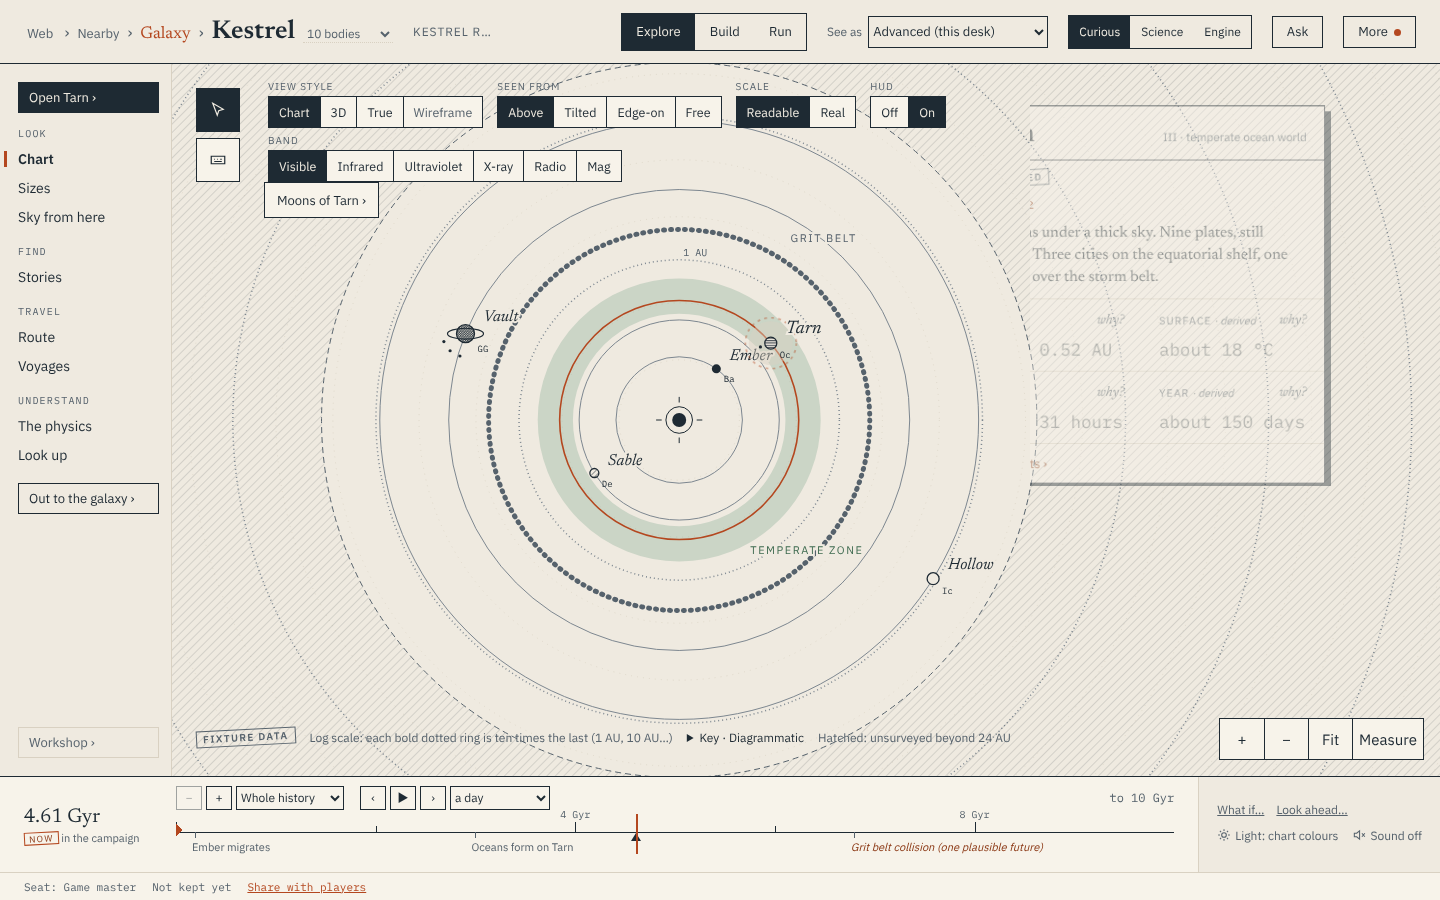 Web › Nearby › Galaxy › Kestrel 10 bodies KESTREL R…
Explore Build Run
See as Advanced (this desk)
Curious Science Engine
Ask
More
Open Tarn ›
LOOK
Chart
Sizes
Sky from here
FIND
Stories
TRAVEL
Route
Voyages
UNDERSTAND
The physics
Look up
Out to the galaxy ›
Workshop ›
VIEW STYLE
Chart 3D True Wireframe
SEEN FROM
Above Tilted Edge-on Free
SCALE
Readable Real
HUD
Off On
BAND
Visible Infrared Ultraviolet X-ray Radio Mag
Moons of Tarn ›
GRIT BELT
1 AU
Vault
GG
Tarn
Oc
Ember
Ba
Sable
De
TEMPERATE ZONE
Hollow
Ic
III · temperate ocean world
ED
s under a thick sky. Nine plates, still
Three cities on the equatorial shelf, one
over the storm belt.
why? SURFACE · derived why?
0.52 AU about 18 °C
why? YEAR · derived why?
31 hours about 150 days
ts ›
FIXTURE DATA Log scale: each bold dotted ring is ten times the last (1 AU, 10 AU…) Key · Diagrammatic Hatched: unsurveyed beyond 24 AU
+ − Fit Measure
4.61 Gyr
NOW in the campaign
− + Whole history ‹ ▶ › a day
to 10 Gyr
4 Gyr 8 Gyr
Ember migrates Oceans form on Tarn Grit belt collision (one plausible future)
What if… Look ahead…
Light: chart colours Sound off
Seat: Game master Not kept yet Share with players